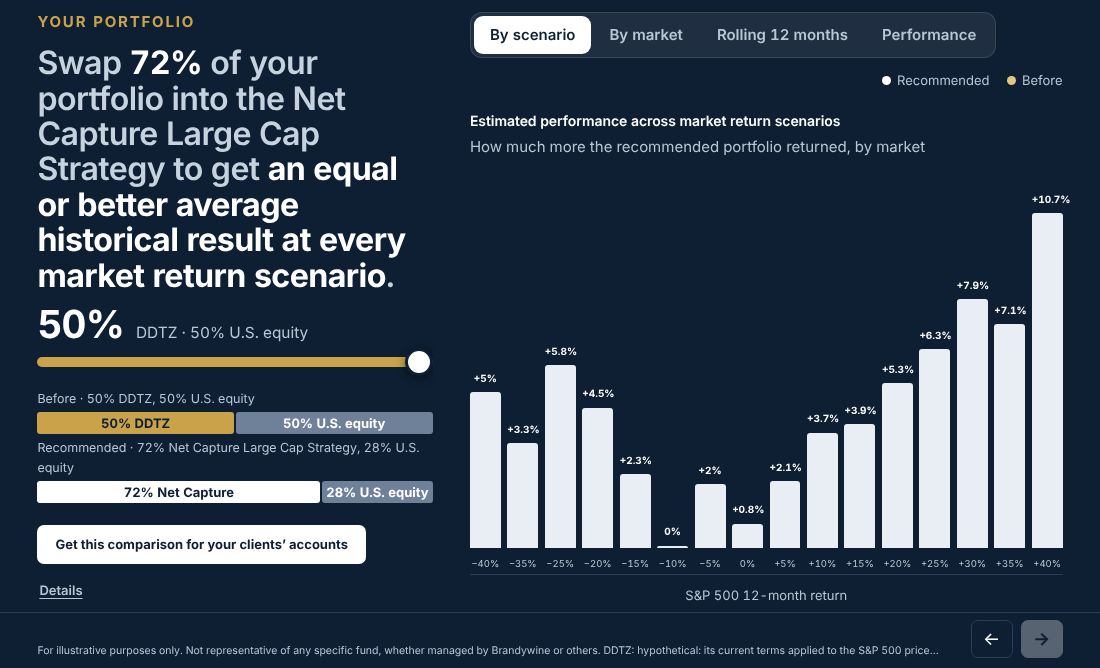 YOUR PORTFOLIO
Swap 72% of your
portfolio into the Net
Capture Large Cap
Strategy to get an equal
or better average
historical result at every
market return scenario.
50% DDTZ · 50% U.S. equity
Before · 50% DDTZ, 50% U.S. equity
50% DDTZ 50% U.S. equity
Recommended · 72% Net Capture Large Cap Strategy, 28% U.S.
equity
72% Net Capture 28% U.S. equity
Get this comparison for your clients’ accounts
Details
By scenario By market Rolling 12 months Performance
Recommended Before
Estimated performance across market return scenarios
How much more the recommended portfolio returned, by market
+5% +3.3% +5.8% +4.5% +2.3% 0% +2% +0.8% +2.1% +3.7% +3.9% +5.3% +6.3% +7.9% +7.1% +10.7%
−40% −35% −25% −20% −15% −10% −5% 0% +5% +10% +15% +20% +25% +30% +35% +40%
S&P 500 12-month return
For illustrative purposes only. Not representative of any specific fund, whether managed by Brandywine or others. DDTZ: hypothetical: its current terms applied to the S&P 500 price...